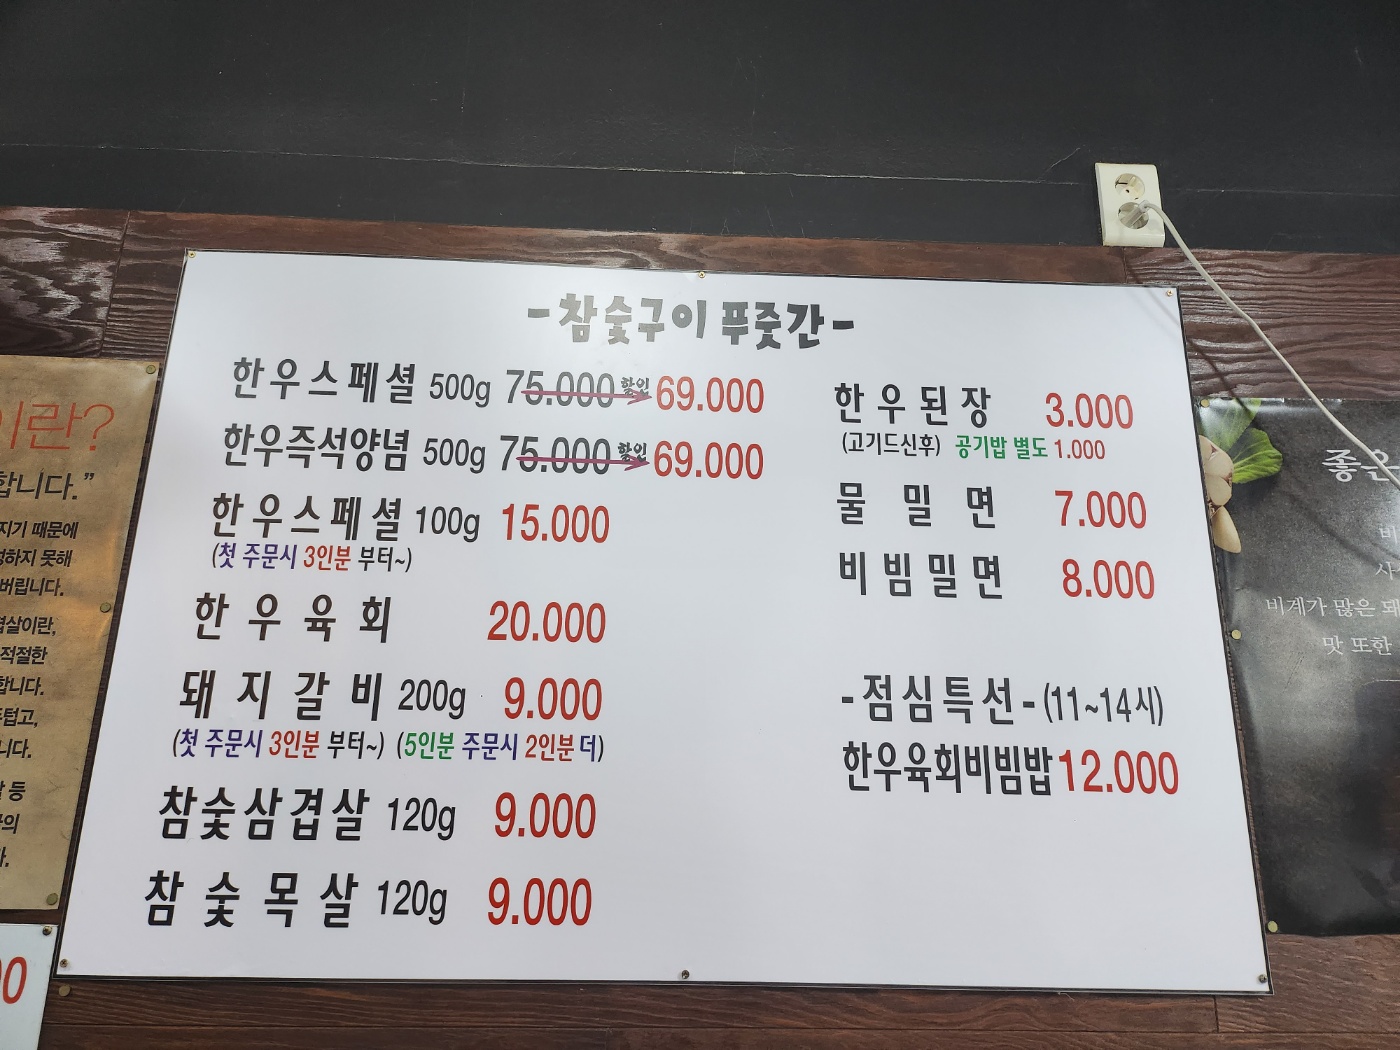 -참숯구이 푸줏간-
한우스페셜 500g 75.000 할인 69.000
한우즉석양념 500g 75.000 할인 69.000
한우스페셜 100g 15.000
(첫 주문시 3인분 부터~)
한우육회 20.000
돼지갈비 200g 9.000
(첫 주문시 3인분 부터~) (5인분 주문시 2인분 더)
참숯삼겹살 120g 9.000
참숯목살 120g 9.000
한우된장 3.000
(고기드신후) 공기밥 별도 1.000
물밀면 7.000
비빔밀면 8.000
-점심특선- (11~14시)
한우육회비빔밥 12.000
이란?
합니다."
지기 때문에
하지 못해
버립니다.
겹살이란,
적절한
합니다.
텁고,
니다.
등
의
좋은
비
사
비계가 많은 돼
맛 또한